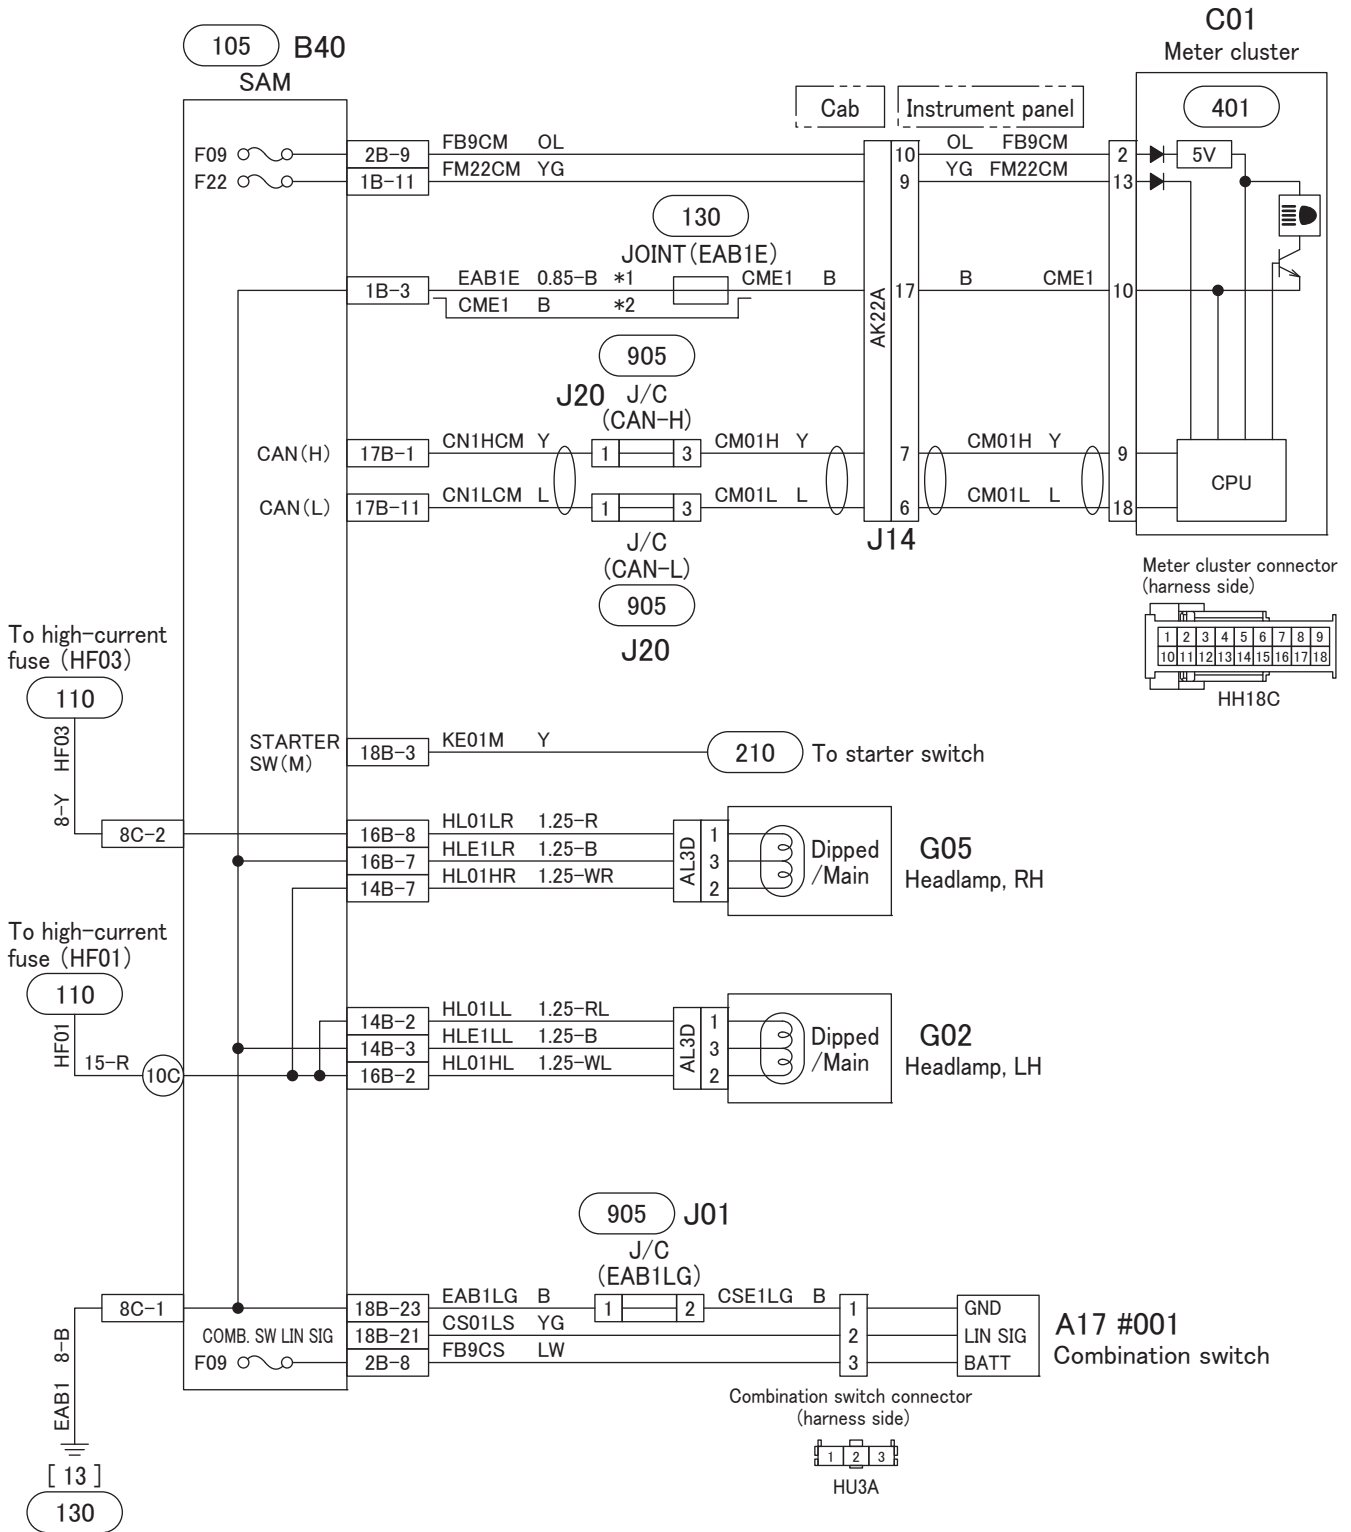 C01
Meter cluster
105 B40
SAM
401
Cab
Instrument panel
F09 2B-9 FB9CM OL 10 OL FB9CM 2 5V
F22 1B-11 FM22CM YG 9 YG FM22CM 13
130
JOINT(EAB1E)
1B-3 EAB1E 0.85-B *1 CME1 B 17 B CME1 10
CME1 B *2
AK22A
905
J20 J/C
(CAN-H)
CAN(H) 17B-1 CN1HCM Y 1 3 CM01H Y 7 CM01H Y 9
CPU
CAN(L) 17B-11 CN1LCM L 1 3 CM01L L 6 CM01L L 18
J14
J/C
(CAN-L)
905
J20
Meter cluster connector
(harness side)
1 2 3 4 5 6 7 8 9
10 11 12 13 14 15 16 17 18
HH18C
To high-current
fuse (HF03)
110
HF03
8-Y
STARTER
SW(M)
18B-3 KE01M Y 210 To starter switch
8C-2 16B-8 HL01LR 1.25-R 1
16B-7 HLE1LR 1.25-B 3
14B-7 HL01HR 1.25-WR 2
AL3D
Dipped
/Main
G05
Headlamp, RH
To high-current
fuse (HF01)
110
HF01
15-R 10C
14B-2 HL01LL 1.25-RL 1
14B-3 HLE1LL 1.25-B 3
16B-2 HL01HL 1.25-WL 2
AL3D
Dipped
/Main
G02
Headlamp, LH
905 J01
J/C
(EAB1LG)
8C-1 18B-23 EAB1LG B 1 2 CSE1LG B 1 GND
COMB. SW LIN SIG 18B-21 CS01LS YG 2 LIN SIG
F09 2B-8 FB9CS LW 3 BATT
A17 #001
Combination switch
8-B
EAB1
[13]
130
Combination switch connector
(harness side)
1 2 3
HU3A